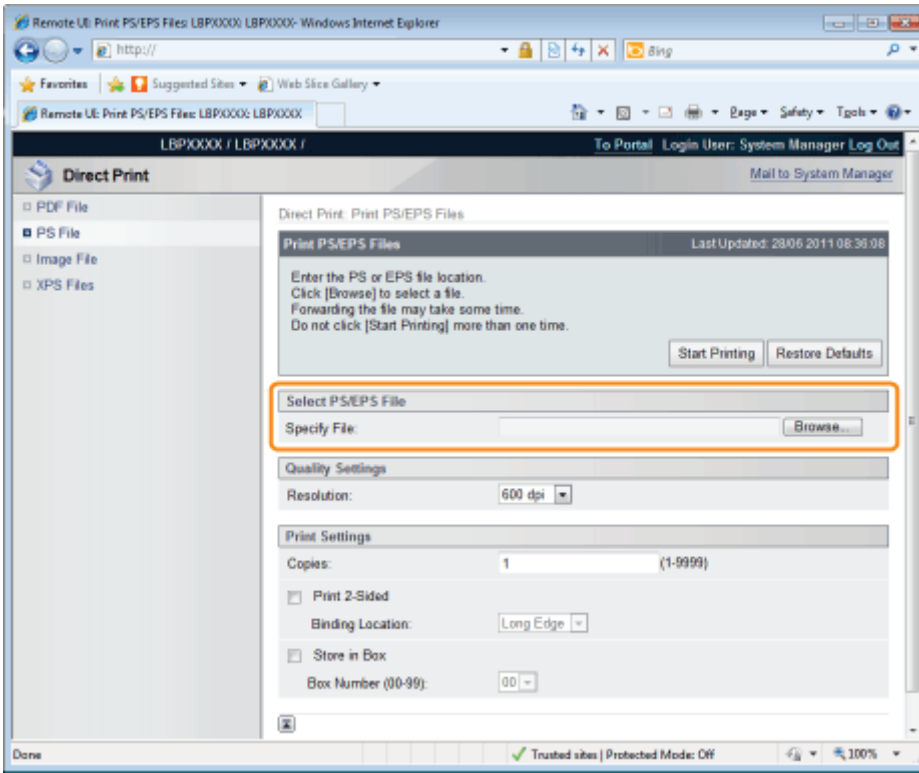 Remote UI: Print PS/EPS Files: LBPXXXX: LBPXXXX- Windows Internet Explorer
http://
Bing
Favorites Suggested Sites Web Slice Gallery
Remote UI: Print PS/EPS Files: LBPXXXX: LBPXXXX
Page Safety Tools
LBPXXXX / LBPXXXX /
To Portal Login User: System Manager Log Out
Direct Print
Mail to System Manager
PDF File
PS File
Image File
XPS Files
Direct Print: Print PS/EPS Files
Print PS/EPS Files Last Updated: 28/06 2011 08:36:08
Enter the PS or EPS file location.
Click [Browse] to select a file.
Forwarding the file may take some time.
Do not click [Start Printing] more than one time.
Start Printing Restore Defaults
Select PS/EPS File
Specify File: Browse...
Quality Settings
Resolution: 600 dpi
Print Settings
Copies: 1 (1-9999)
Print 2-Sided
Binding Location: Long Edge
Store in Box
Box Number (00-99): 00
Done Trusted sites | Protected Mode: Off 100%